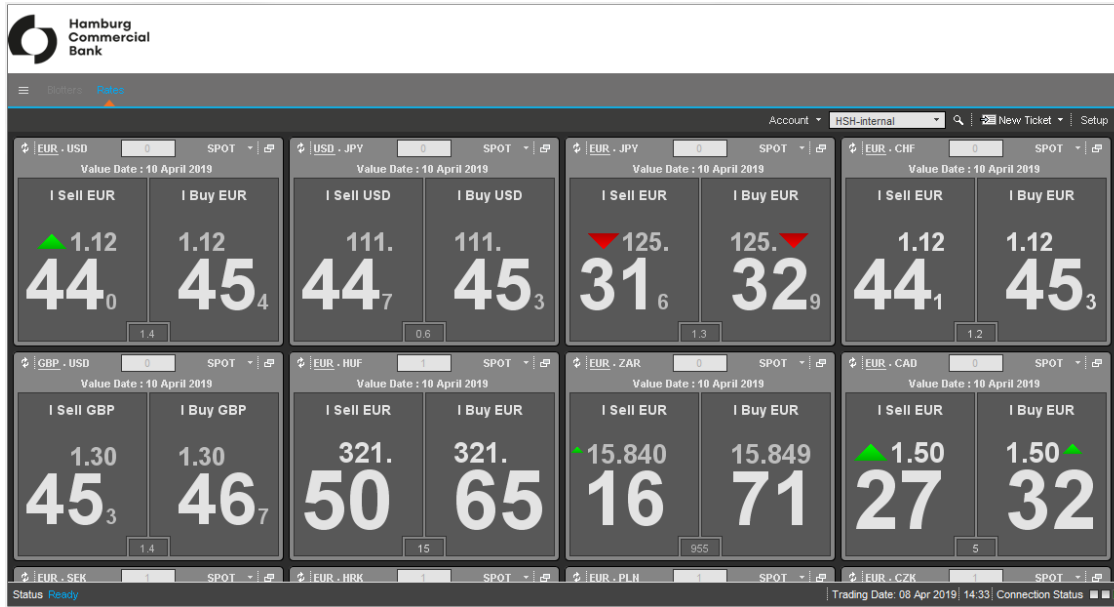 Hamburg
Commercial
Bank
Blotters Rates
Account HSH-internal New Ticket Setup
EUR . USD 0 SPOT
Value Date : 10 April 2019
I Sell EUR I Buy EUR
1.12 1.12
44 0 45 4
1.4
USD . JPY 0 SPOT
Value Date : 10 April 2019
I Sell USD I Buy USD
111. 111.
44 7 45 3
0.6
EUR . JPY 0 SPOT
Value Date : 10 April 2019
I Sell EUR I Buy EUR
125. 125.
31 6 32 9
1.3
EUR . CHF 0 SPOT
Value Date : 10 April 2019
I Sell EUR I Buy EUR
1.12 1.12
44 1 45 3
1.2
GBP . USD 0 SPOT
Value Date : 10 April 2019
I Sell GBP I Buy GBP
1.30 1.30
45 3 46 7
1.4
EUR . HUF 1 SPOT
Value Date : 10 April 2019
I Sell EUR I Buy EUR
321. 321.
50 65
15
EUR . ZAR 1 SPOT
Value Date : 10 April 2019
I Sell EUR I Buy EUR
15.840 15.849
16 71
955
EUR . CAD 0 SPOT
Value Date : 10 April 2019
I Sell EUR I Buy EUR
1.50 1.50
27 32
5
EUR . SEK 1 SPOT
EUR . HRK 1 SPOT
EUR . PLN 1 SPOT
EUR . CZK 1 SPOT
Status Ready Trading Date: 08 Apr 2019 14:33 Connection Status